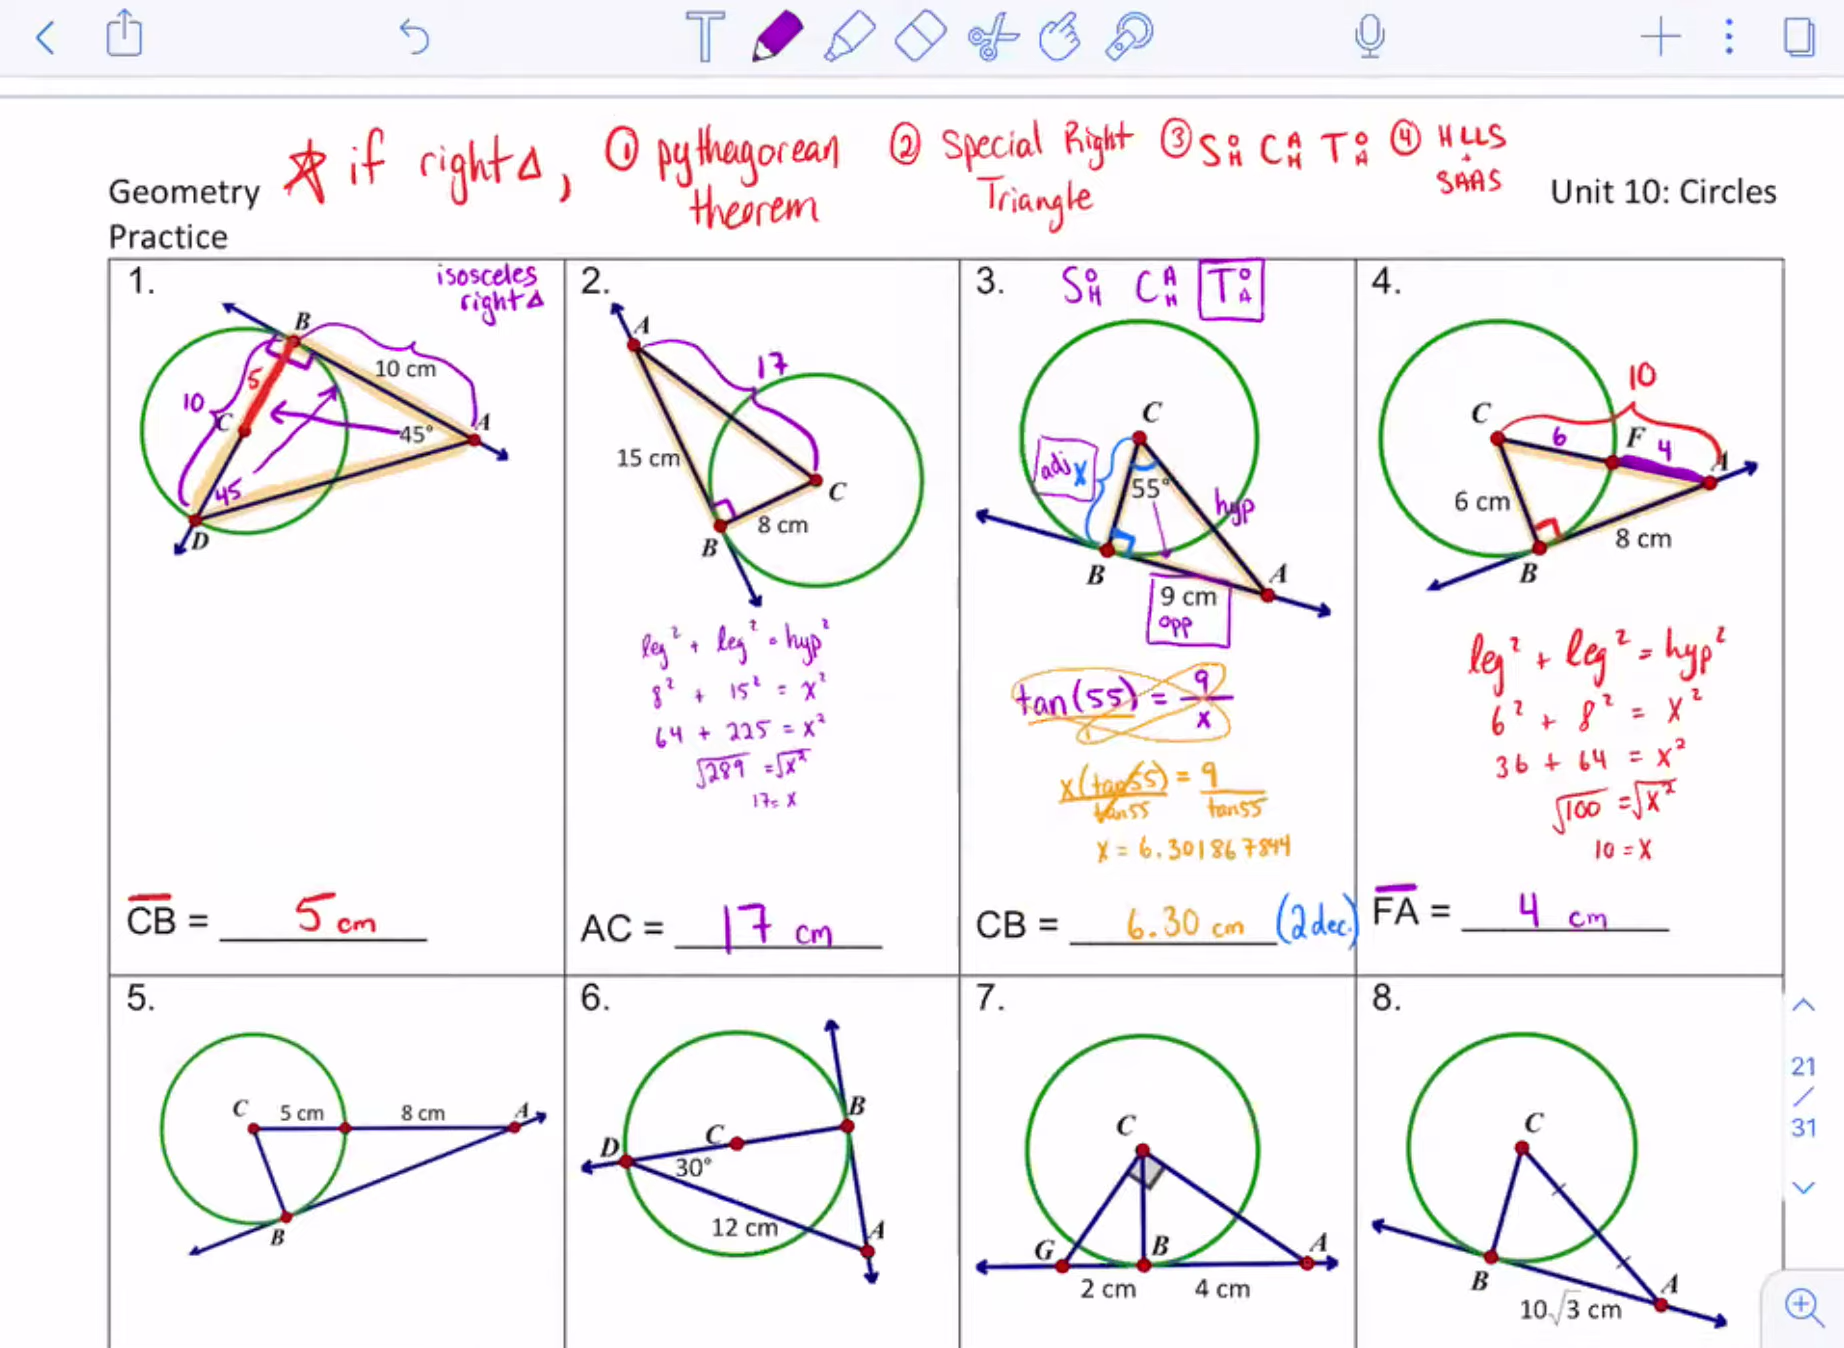 ★ if right△, ① pythagorean theorem ② Special Right Triangle ③ SOH CAH TOA ④ HLLS + SAAS
Geometry
Practice
Unit 10: Circles
1.
isosceles
right△
B
10 cm
5
10
C
45°
A
45
D
CB = 5 cm
2.
A
17
15 cm
C
8 cm
B
leg² + leg² = hyp²
8² + 15² = x²
64 + 225 = x²
√289 = √x²
17 = x
AC = 17 cm
3.
SOH CAH TOA
C
adj x
55°
hyp
B
A
9 cm
opp
tan(55) = 9/x
x(tan55)/tan55 = 9/tan55
x = 6.301867844
CB = 6.30 cm (2 dec.)
4.
10
C
6
F
4
A
6 cm
8 cm
B
leg² + leg² = hyp²
6² + 8² = x²
36 + 64 = x²
√100 = √x²
10 = x
FA = 4 cm
5.
C
5 cm
8 cm
A
B
6.
B
D
C
30°
12 cm
A
7.
C
G
B
A
2 cm
4 cm
8.
C
B
A
10√3 cm
21
/
31